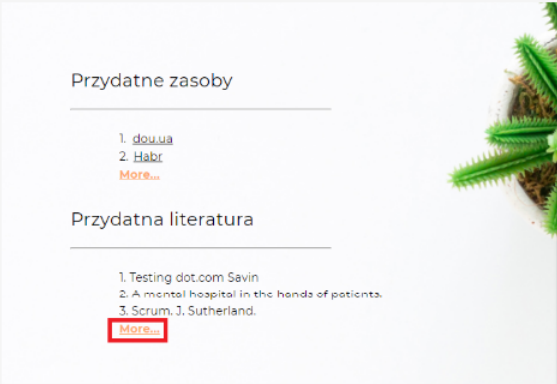 Przydatne zasoby
1. dou.ua
2. Habr
More...
Przydatna literatura
1. Testing dot.com Savin
2. A mental hospital in the hands of patients.
3. Scrum. J. Sutherland.
More...